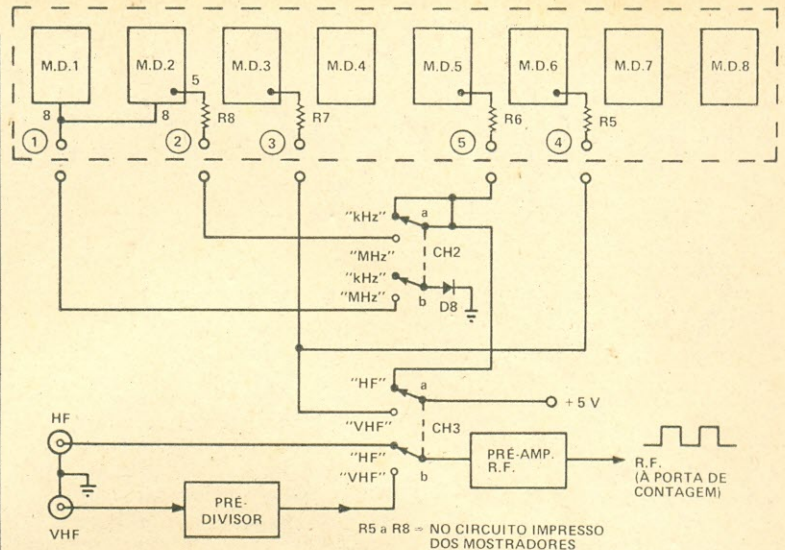 M.D.1 M.D.2 M.D.3 M.D.4 M.D.5 M.D.6 M.D.7 M.D.8
5
8 8 R8 R7 R6 R5
1 2 3 5 4
"kHz" a
"MHz" CH2
"kHz"
"MHz" b D8
"HF" a
+ 5 V
"VHF" CH3
HF
"HF"
"VHF" b
PRÉ-AMP.
R.F.
R.F.
(À PORTA DE
CONTAGEM)
VHF
PRÉ-
DIVISOR
R5 a R8 = NO CIRCUITO IMPRESSO
DOS MOSTRADORES